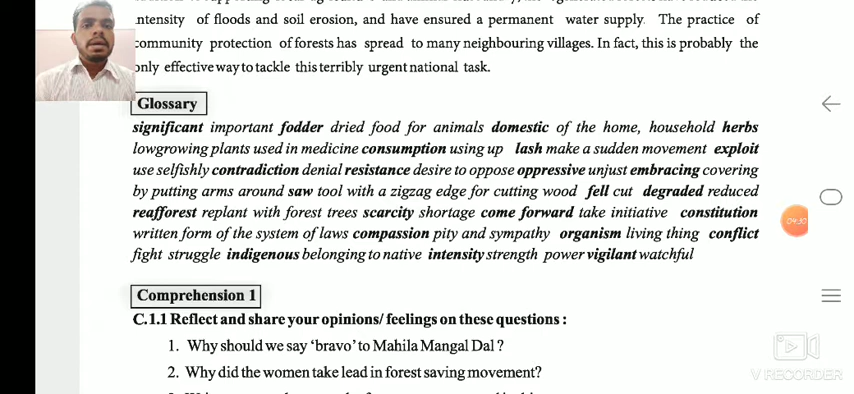 intensity of floods and soil erosion, and have ensured a permanent water supply. The practice of
community protection of forests has spread to many neighbouring villages. In fact, this is probably the
only effective way to tackle this terribly urgent national task.
Glossary
significant important fodder dried food for animals domestic of the home, household herbs
lowgrowing plants used in medicine consumption using up lash make a sudden movement exploit
use selfishly contradiction denial resistance desire to oppose oppressive unjust embracing covering
by putting arms around saw tool with a zigzag edge for cutting wood fell cut degraded reduced
reafforest replant with forest trees scarcity shortage come forward take initiative constitution
written form of the system of laws compassion pity and sympathy organism living thing conflict
fight struggle indigenous belonging to native intensity strength power vigilant watchful
Comprehension 1
C.1.1 Reflect and share your opinions/ feelings on these questions :
1. Why should we say ‘bravo’ to Mahila Mangal Dal ?
2. Why did the women take lead in forest saving movement?
04:30
V RECORDER